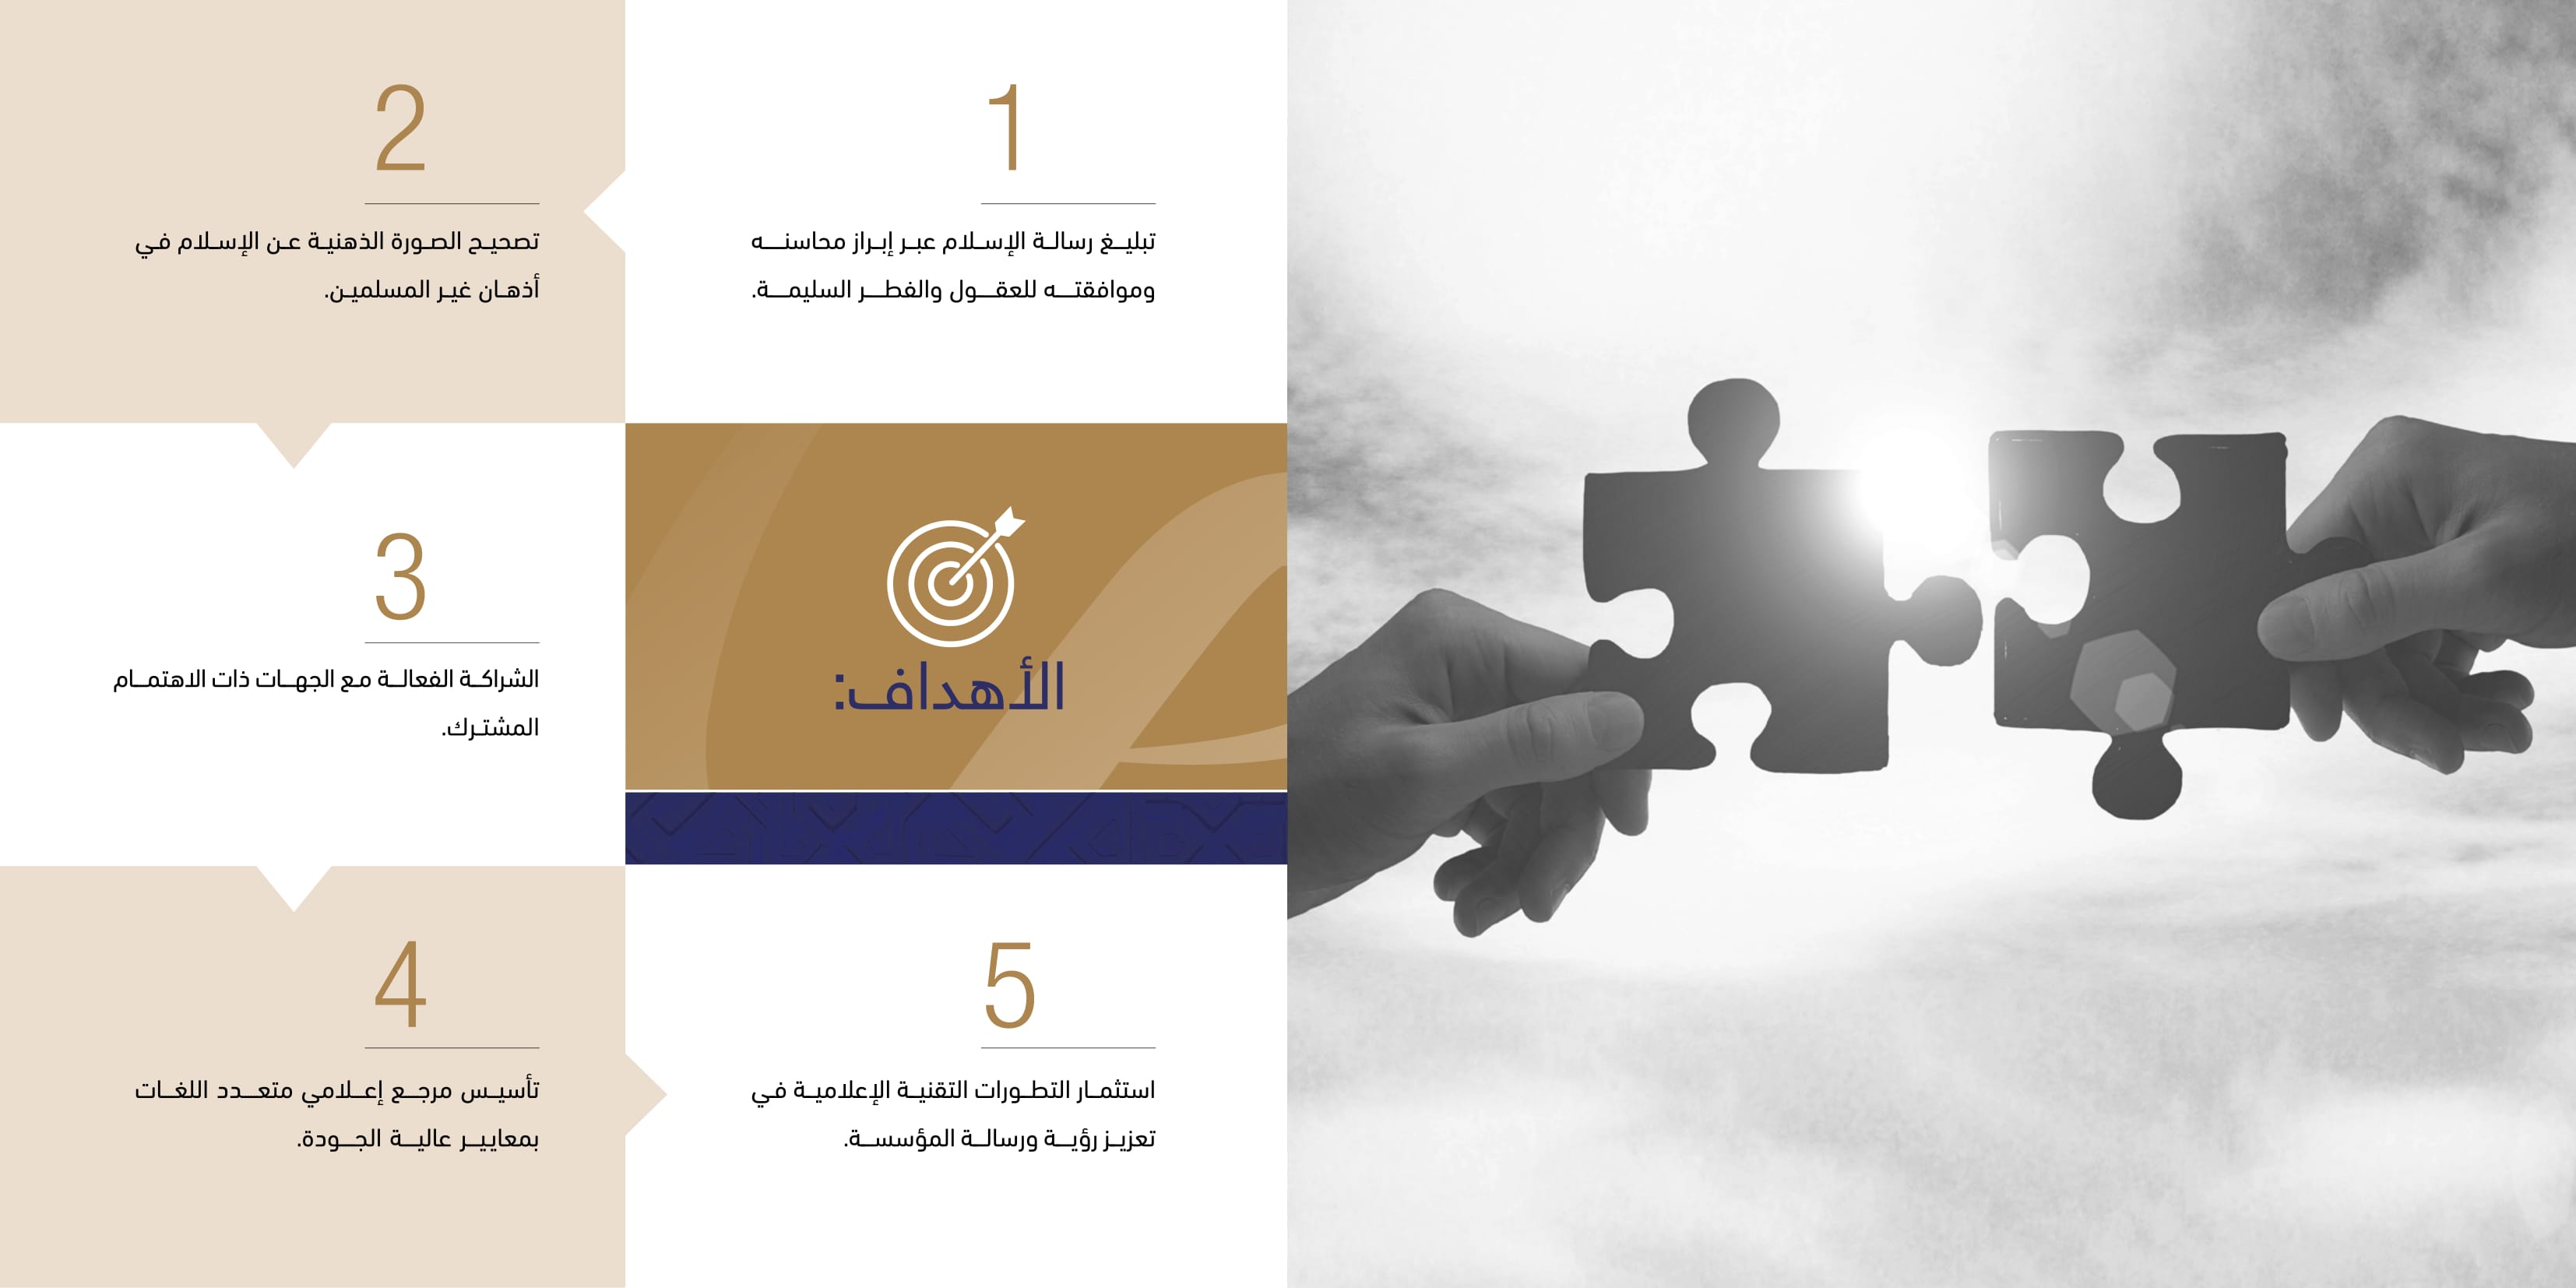 الأهداف:
1
تبليغ رسالة الإسلام عبر إبراز محاسنه
وموافقته للعقول والفطر السليمة.
2
تصحيح الصورة الذهنية عن الإسلام في
أذهان غير المسلمين.
3
الشراكة الفعالة مع الجهات ذات الاهتمام
المشترك.
4
تأسيس مرجع إعلامي متعدد اللغات
بمعايير عالية الجودة.
5
استثمار التطورات التقنية الإعلامية في
تعزيز رؤية ورسالة المؤسسة.